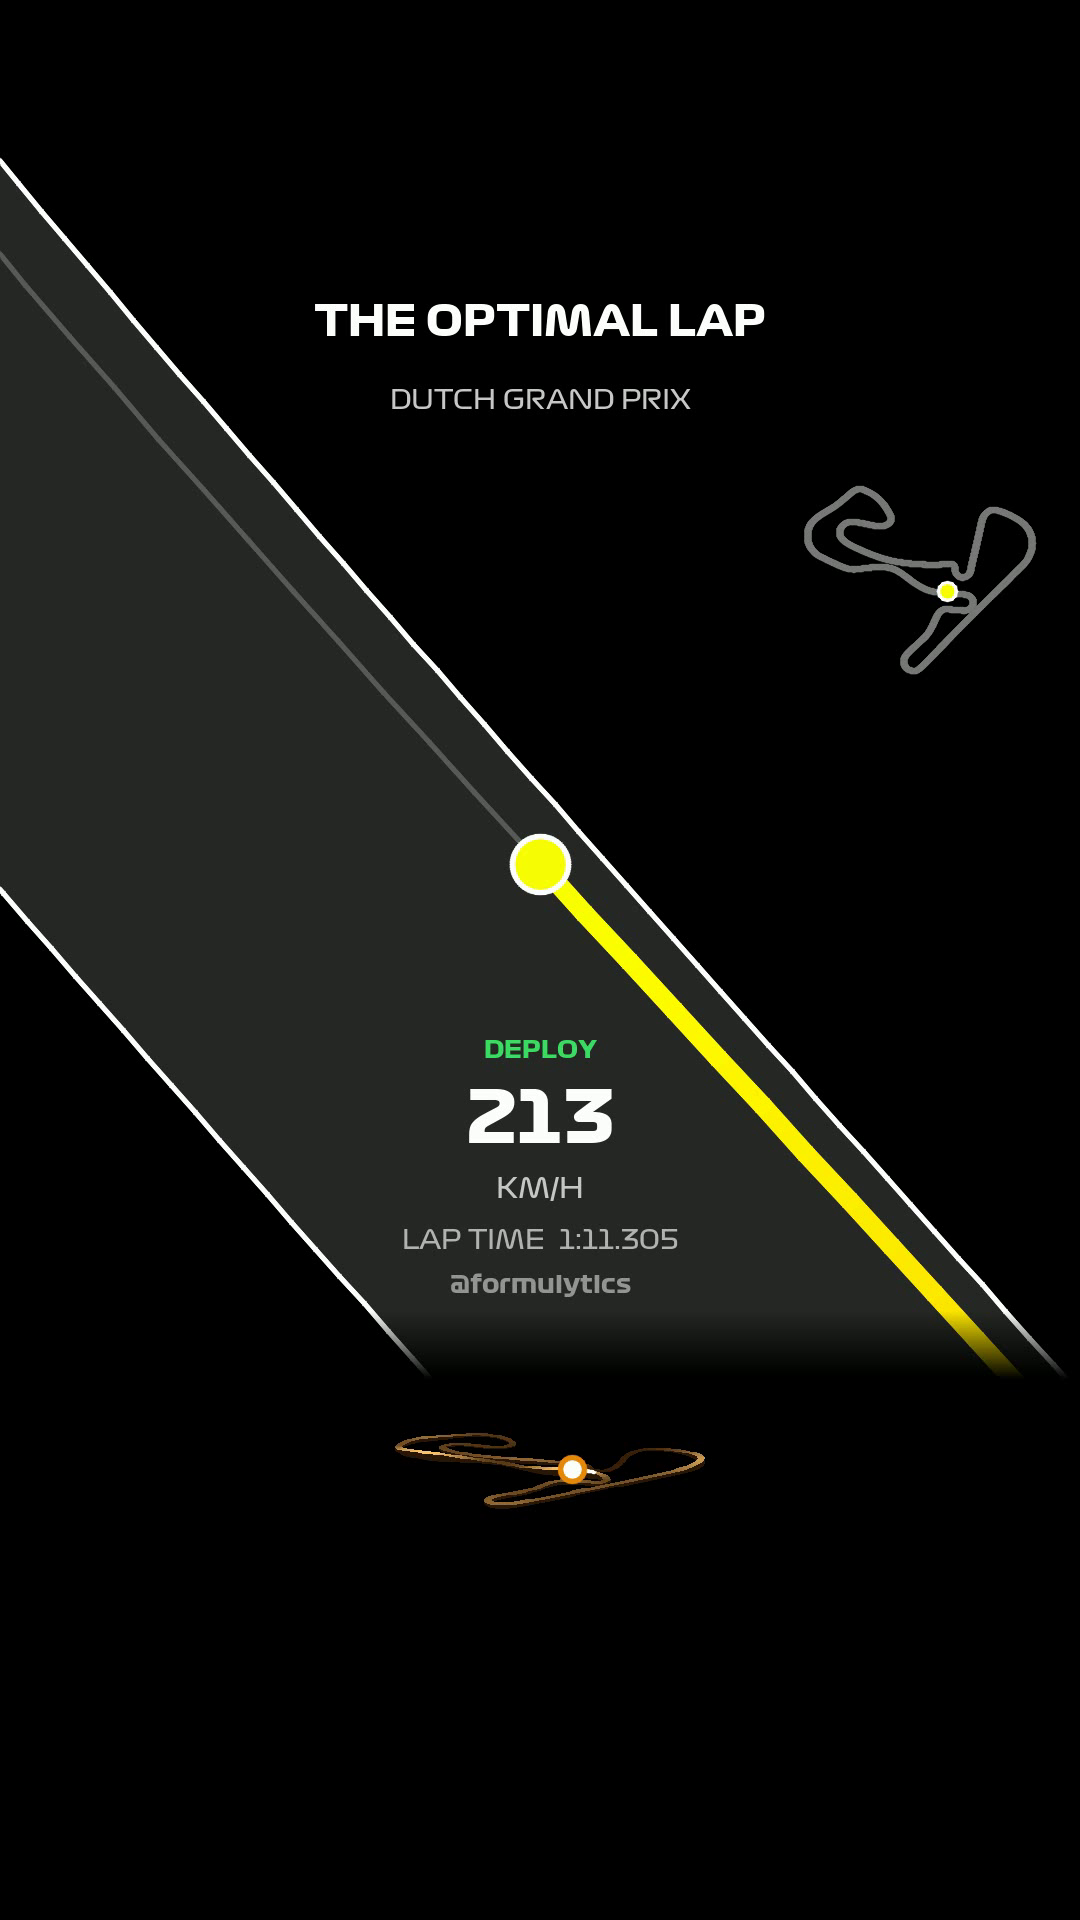 THE OPTIMAL LAP
DUTCH GRAND PRIX
DEPLOY
213
KM/H
LAP TIME 1:11.305
@formulytics